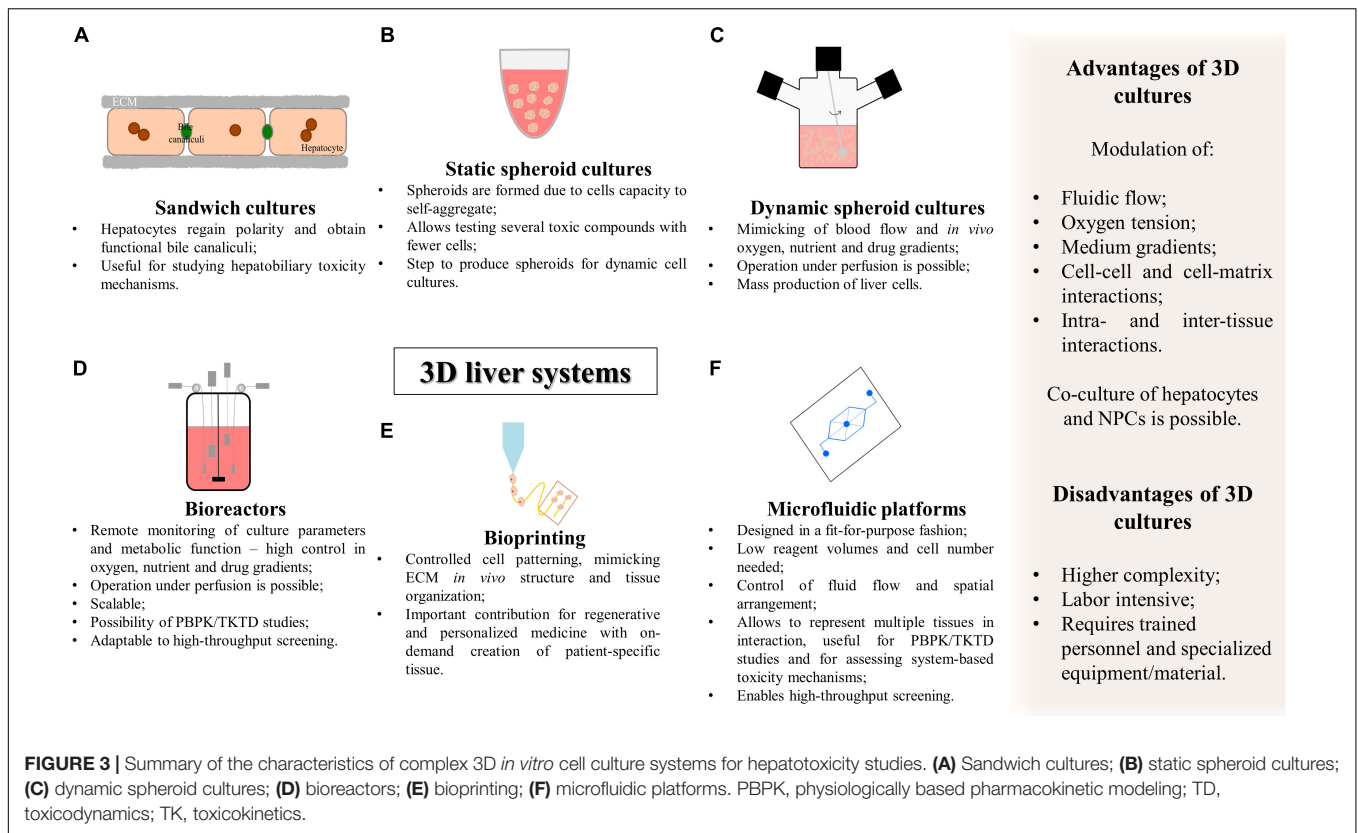 A
ECM
Bile
canaliculi
Hepatocyte
Sandwich cultures
• Hepatocytes regain polarity and obtain
functional bile canaliculi;
• Useful for studying hepatobiliary toxicity
mechanisms.
B
Static spheroid cultures
• Spheroids are formed due to cells capacity to
self-aggregate;
• Allows testing several toxic compounds with
fewer cells;
• Step to produce spheroids for dynamic cell
cultures.
C
Dynamic spheroid cultures
• Mimicking of blood flow and in vivo
oxygen, nutrient and drug gradients;
• Operation under perfusion is possible;
• Mass production of liver cells.
3D liver systems
D
Bioreactors
• Remote monitoring of culture parameters
and metabolic function – high control in
oxygen, nutrient and drug gradients;
• Operation under perfusion is possible;
• Scalable;
• Possibility of PBPK/TKTD studies;
• Adaptable to high-throughput screening.
E
Bioprinting
• Controlled cell patterning, mimicking
ECM in vivo structure and tissue
organization;
• Important contribution for regenerative
and personalized medicine with on-
demand creation of patient-specific
tissue.
F
Microfluidic platforms
• Designed in a fit-for-purpose fashion;
• Low reagent volumes and cell number
needed;
• Control of fluid flow and spatial
arrangement;
• Allows to represent multiple tissues in
interaction, useful for PBPK/TKTD
studies and for assessing system-based
toxicity mechanisms;
• Enables high-throughput screening.
Advantages of 3D
cultures
Modulation of:
• Fluidic flow;
• Oxygen tension;
• Medium gradients;
• Cell-cell and cell-matrix
interactions;
• Intra- and inter-tissue
interactions.
Co-culture of hepatocytes
and NPCs is possible.
Disadvantages of 3D
cultures
• Higher complexity;
• Labor intensive;
• Requires trained
personnel and specialized
equipment/material.
FIGURE 3 | Summary of the characteristics of complex 3D in vitro cell culture systems for hepatotoxicity studies. (A) Sandwich cultures; (B) static spheroid cultures;
(C) dynamic spheroid cultures; (D) bioreactors; (E) bioprinting; (F) microfluidic platforms. PBPK, physiologically based pharmacokinetic modeling; TD,
toxicodynamics; TK, toxicokinetics.